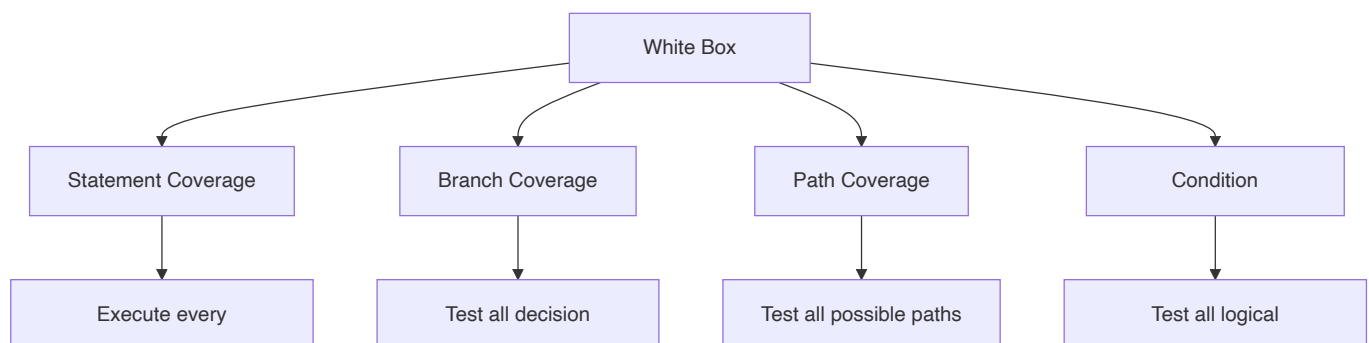 White Box
Statement Coverage
Branch Coverage
Path Coverage
Condition
Execute every
Test all decision
Test all possible paths
Test all logical